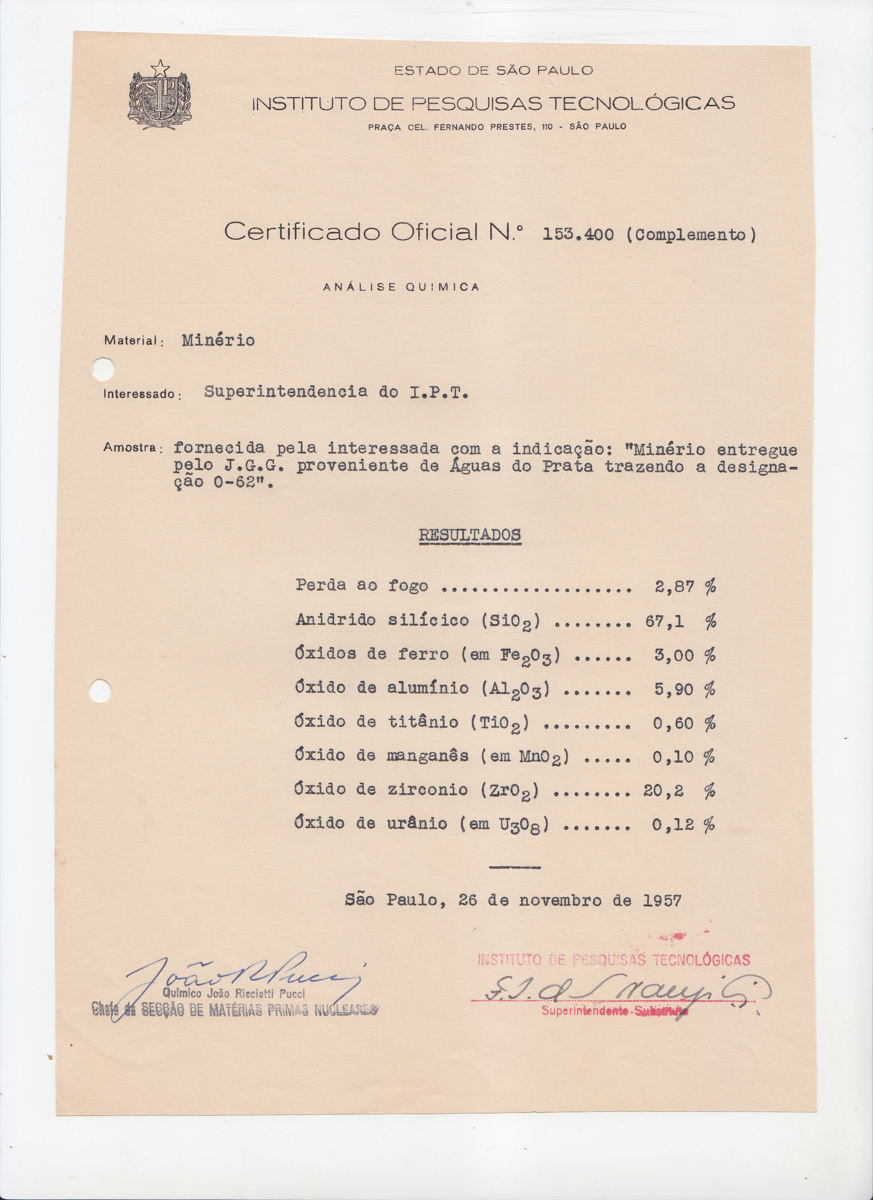 ESTADO DE SÃO PAULO
INSTITUTO DE PESQUISAS TECNOLÓGICAS
PRAÇA CEL. FERNANDO PRESTES, 110 - SÃO PAULO
Certificado Oficial N.º 153.400 (Complemento)
ANÁLISE QUIMICA
Material: Minério
Interessado: Superintendencia do I.P.T.
Amostra: fornecida pela interessada com a indicação: "Minério entregue
pelo J.G.G. proveniente de Águas do Prata trazendo a designa-
ção O-62".
RESULTADOS
Perda ao fogo ................... 2,87 %
Anidrido silícico (SiO2) ........ 67,1 %
Óxidos de ferro (em Fe2O3) ...... 3,00 %
Óxido de alumínio (Al2O3) ....... 5,90 %
Óxido de titânio (TiO2) ......... 0,60 %
Óxido de manganês (em MnO2) ..... 0,10 %
Óxido de zirconio (ZrO2) ........ 20,2 %
Óxido de urânio (em U3O8) ....... 0,12 %
São Paulo, 26 de novembro de 1957
INSTITUTO DE PESQUISAS TECNOLÓGICAS
João R Pucci
Químico João Ricciatti Pucci
Chefe da SECÇÃO DE MATÉRIAS PRIMAS NUCLEARES
Superintendente-Substituto